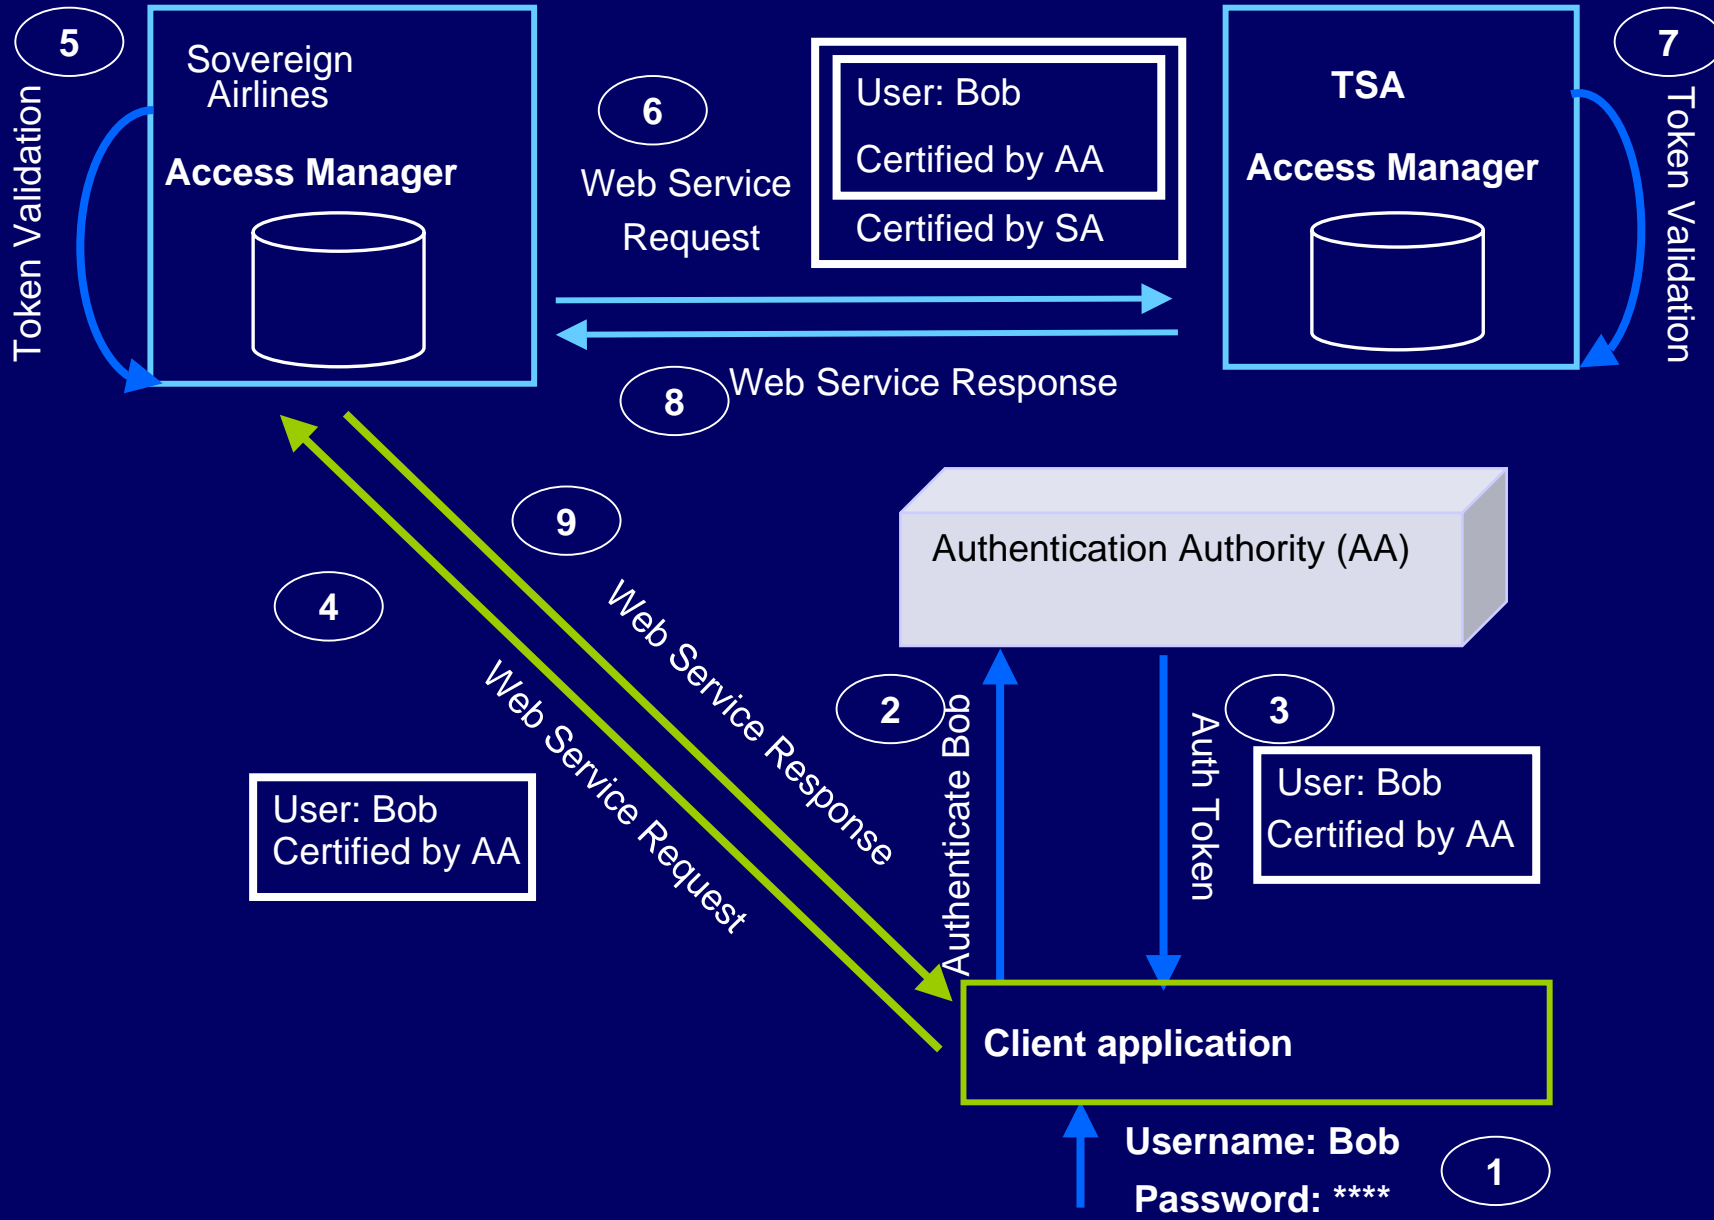 5
Token Validation
Sovereign
Airlines
Access Manager
6
Web Service
Request
User: Bob
Certified by AA
Certified by SA
TSA
Access Manager
7
Token Validation
8
Web Service Response
9
Web Service Response
4
Web Service Request
User: Bob
Certified by AA
Authentication Authority (AA)
2
Authenticate Bob
3
Auth Token
User: Bob
Certified by AA
Client application
Username: Bob
Password: ****
1